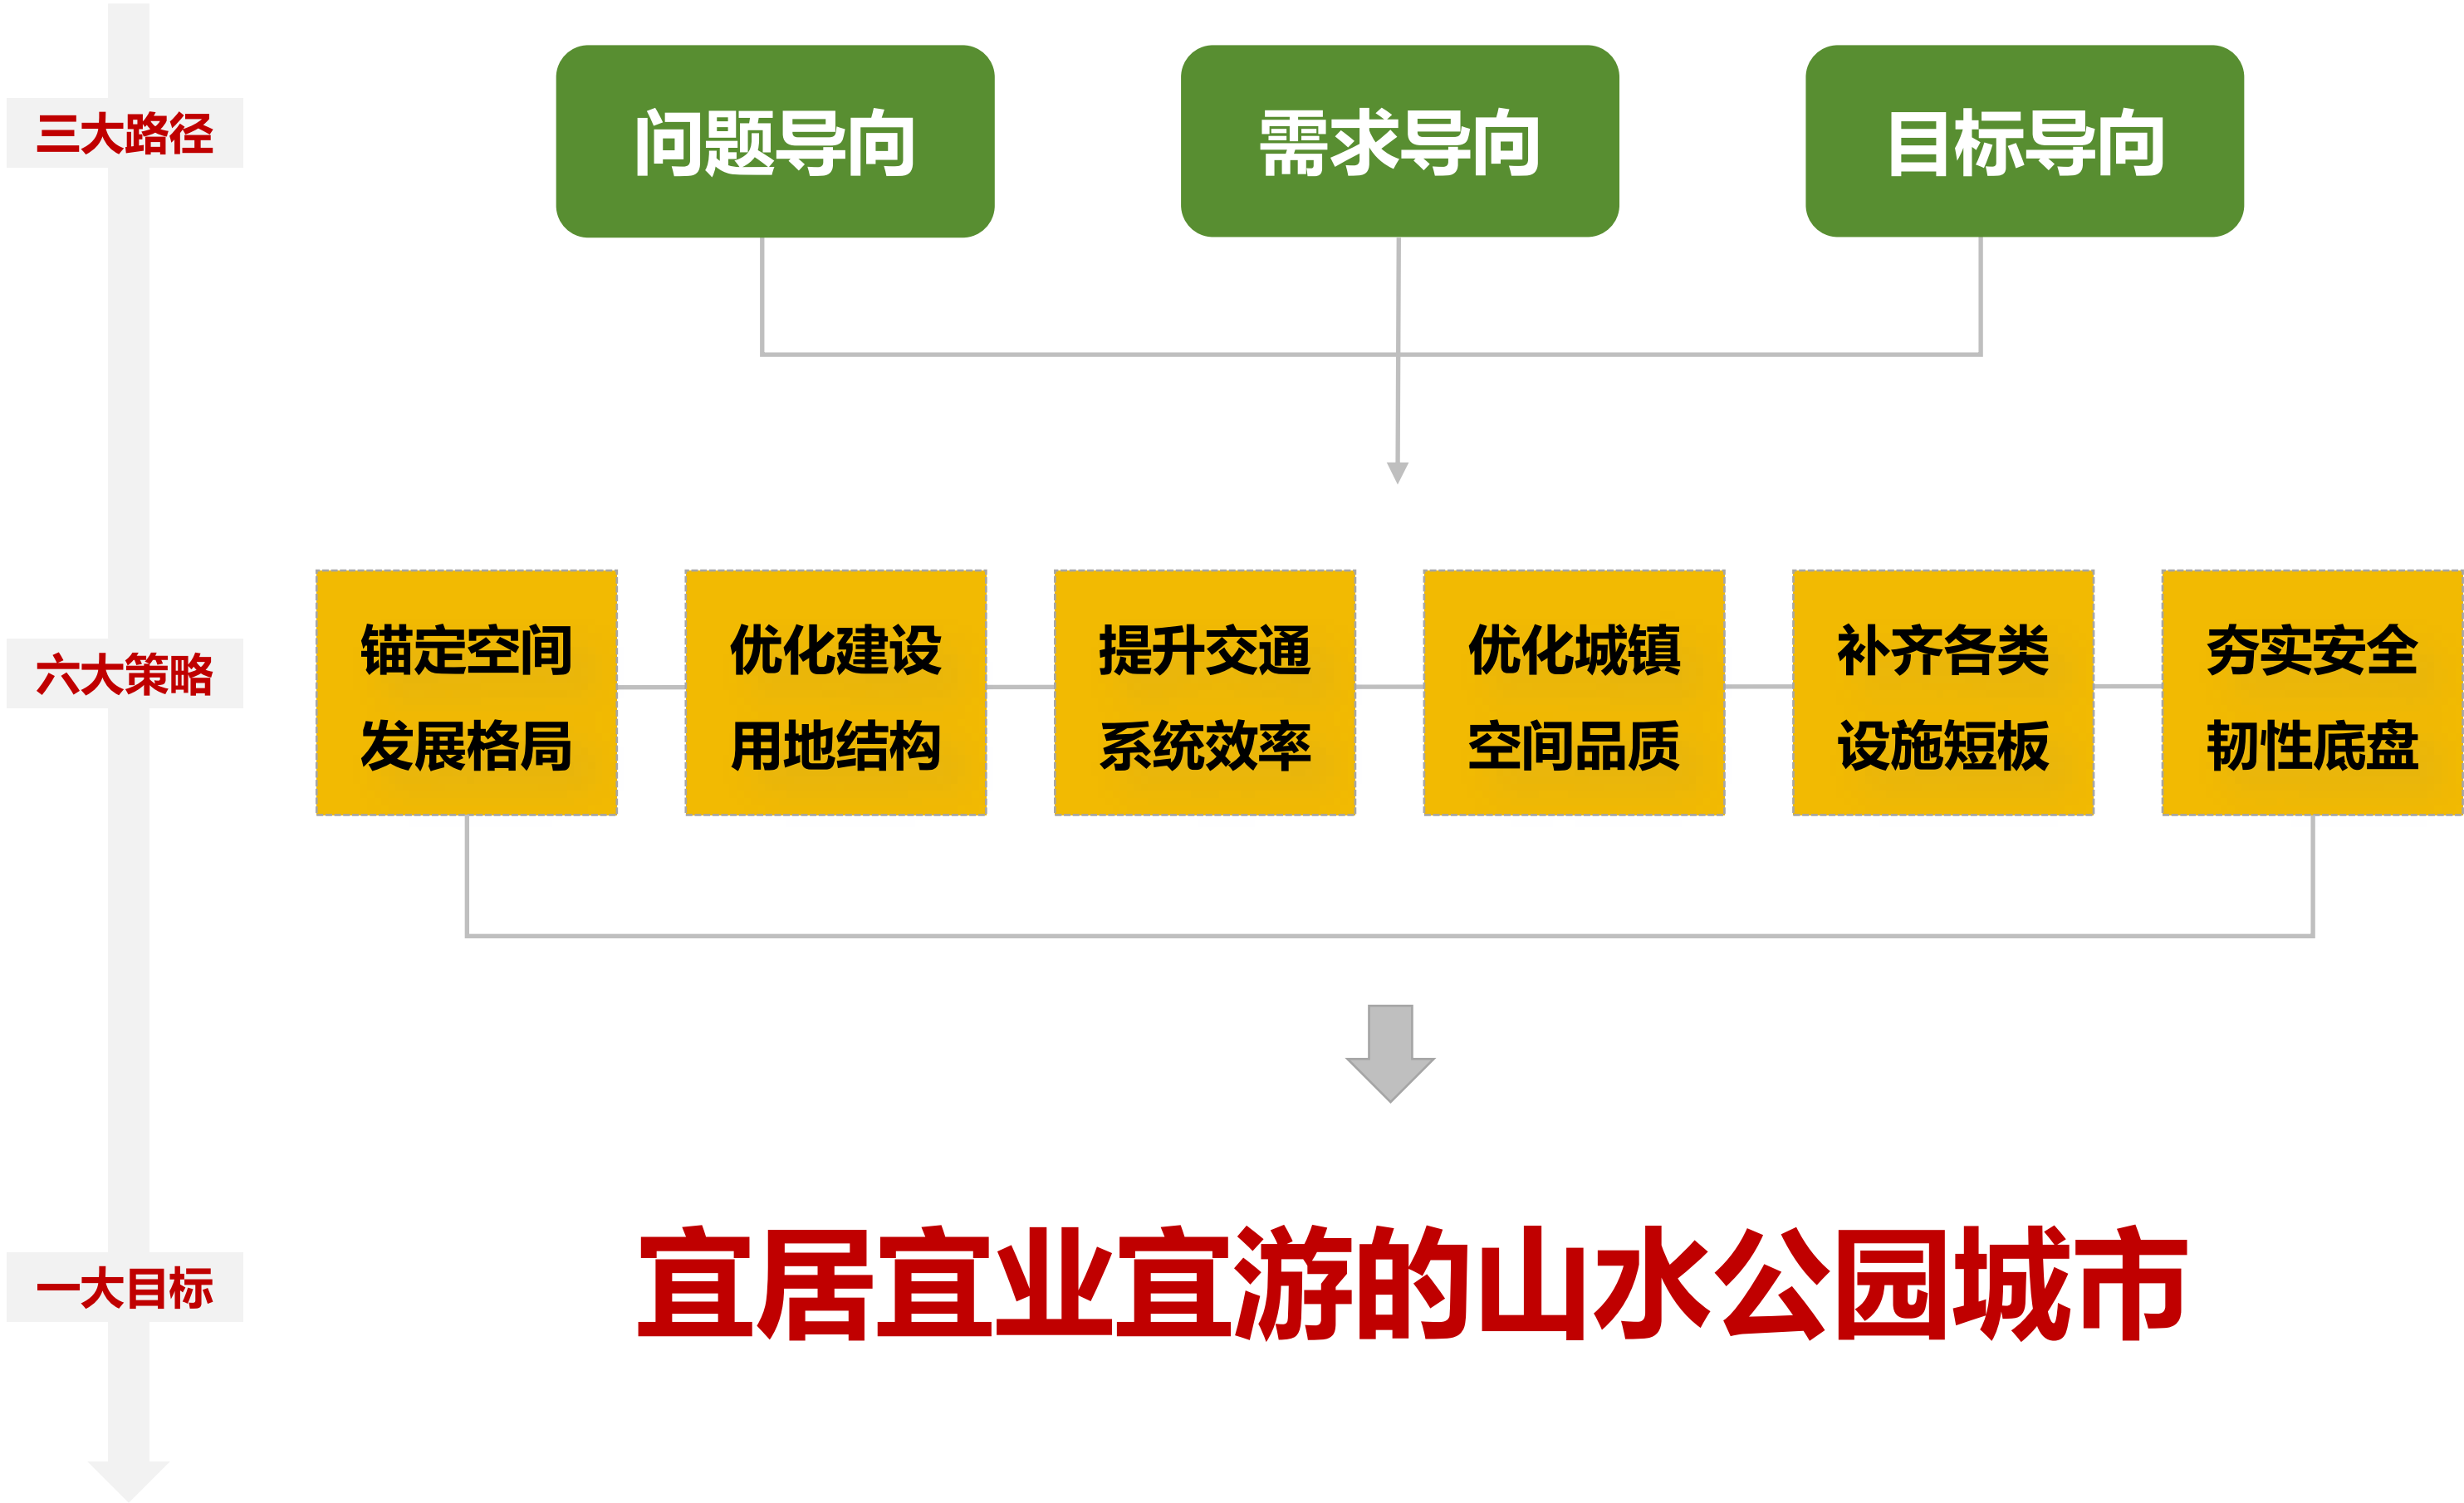 三大路径
问题导向
需求导向
目标导向
六大策略
锚定空间
发展格局
优化建设
用地结构
提升交通
系统效率
优化城镇
空间品质
补齐各类
设施短板
夯实安全
韧性底盘
一大目标
宜居宜业宜游的山水公园城市